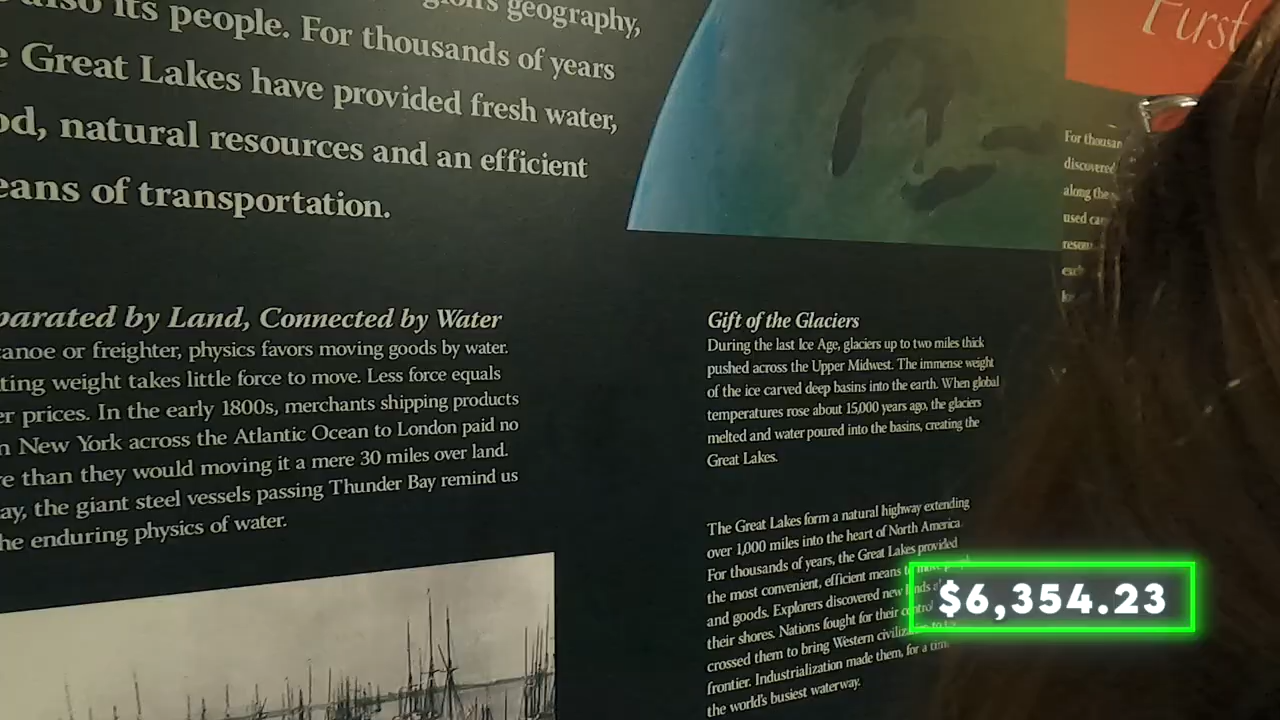 its people. For thousands of years
Great Lakes have provided fresh water,
natural resources and an efficient
of transportation.
geography,
by Land, Connected by Water
canoe or freighter, physics favors moving goods by water.
weight takes little force to move. Less force equals
prices. In the early 1800s, merchants shipping products
New York across the Atlantic Ocean to London paid no
than they would moving it a mere 30 miles over land.
the giant steel vessels passing Thunder Bay remind us
enduring physics of water.
Gift of the Glaciers
During the last Ice Age, glaciers up to two miles thick
pushed across the Upper Midwest. The immense weight
of the ice carved deep basins into the earth. When global
temperatures rose about 15,000 years ago, the glaciers
melted and water poured into the basins, creating the
Great Lakes.
The Great Lakes form a natural highway extending
over 1,000 miles into the heart of North America.
For thousands of years, the Great Lakes provided
the most convenient, efficient means
and goods. Explorers discovered new
their shores. Nations fought for their
crossed them to bring Western
frontier. Industrialization made them, for a time,
the world's busiest waterway.
First
For
discovered
along the
used
$6,354.23